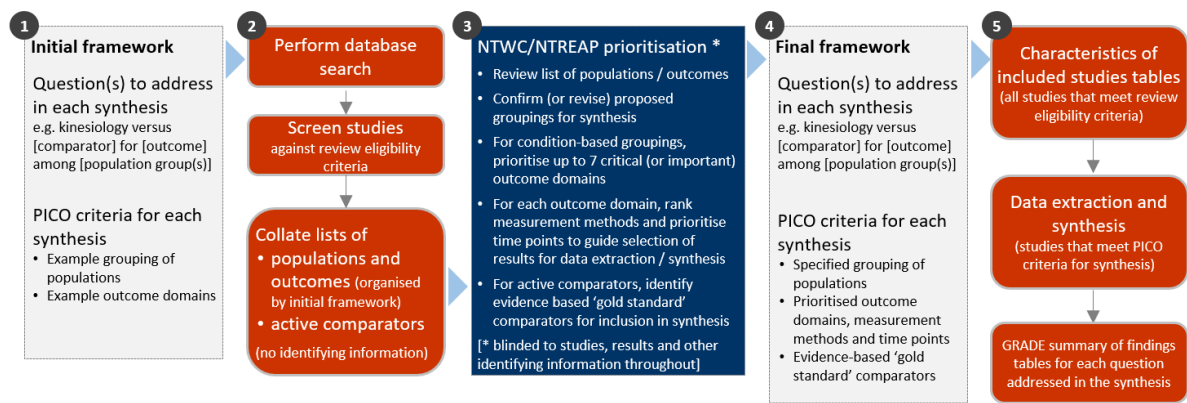 1
Initial framework
Question(s) to address
in each synthesis
e.g. kinesiology versus
[comparator] for [outcome]
among [population group(s)]
PICO criteria for each
synthesis
• Example grouping of
populations
• Example outcome domains
2
Perform database
search
Screen studies
against review eligibility
criteria
Collate lists of
• populations and
outcomes (organised
by initial framework)
• active comparators
(no identifying information)
3
NTWC/NTREAP prioritisation *
• Review list of populations / outcomes
• Confirm (or revise) proposed
groupings for synthesis
• For condition-based groupings,
prioritise up to 7 critical (or important)
outcome domains
• For each outcome domain, rank
measurement methods and prioritise
time points to guide selection of
results for data extraction / synthesis
• For active comparators, identify
evidence based ‘gold standard’
comparators for inclusion in synthesis
[* blinded to studies, results and other
identifying information throughout]
4
Final framework
Question(s) to address
in each synthesis
e.g. kinesiology versus
[comparator] for [outcome]
among [population group(s)]
PICO criteria for each
synthesis
• Specified grouping of
populations
• Prioritised outcome
domains, measurement
methods and time points
• Evidence-based ‘gold
standard’ comparators
5
Characteristics of
included studies tables
(all studies that meet review
eligibility criteria)
Data extraction and
synthesis
(studies that meet PICO
criteria for synthesis)
GRADE summary of findings
tables for each question
addressed in the synthesis